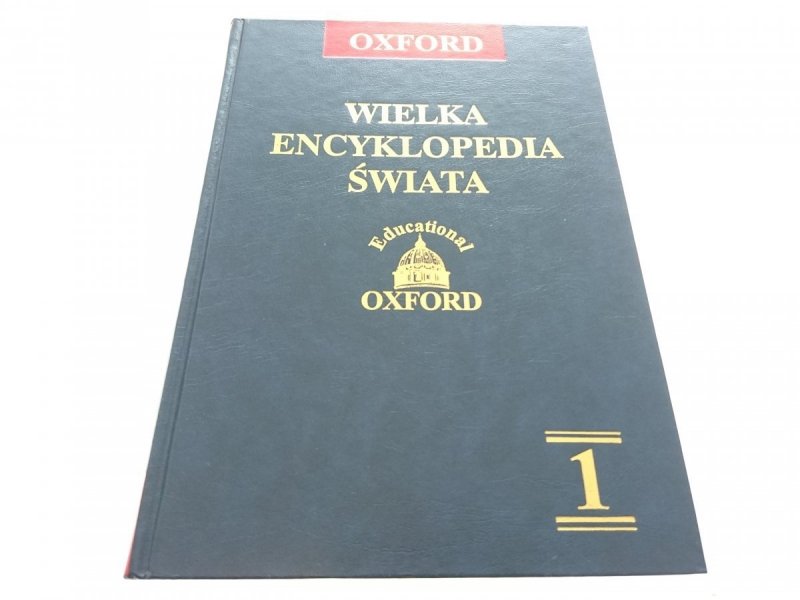 OXFORD
WIELKA
ENCYKLOPEDIA
ŚWIATA
Educational
OXFORD
1